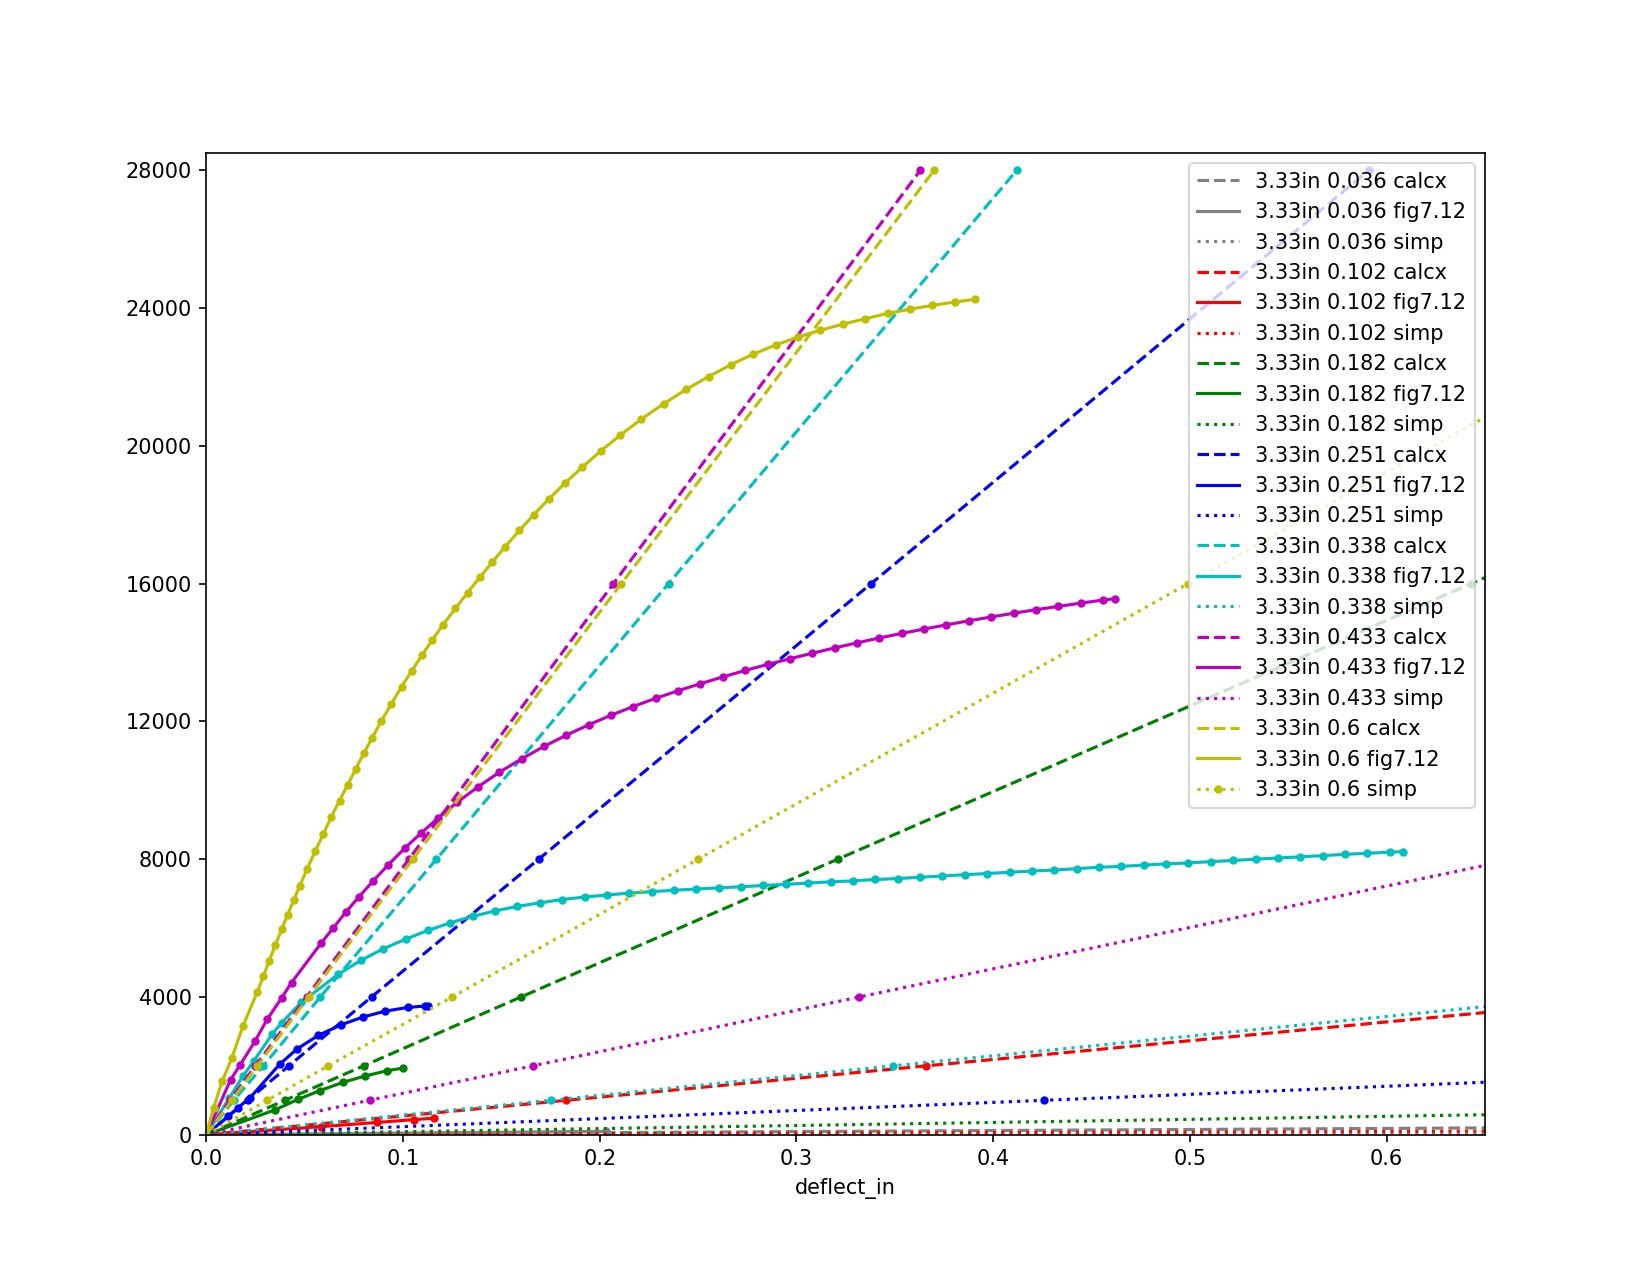 28000
24000
20000
16000
12000
8000
4000
0
0.0 0.1 0.2 0.3 0.4 0.5 0.6
deflect_in
3.33in 0.036 calcx
3.33in 0.036 fig7.12
3.33in 0.036 simp
3.33in 0.102 calcx
3.33in 0.102 fig7.12
3.33in 0.102 simp
3.33in 0.182 calcx
3.33in 0.182 fig7.12
3.33in 0.182 simp
3.33in 0.251 calcx
3.33in 0.251 fig7.12
3.33in 0.251 simp
3.33in 0.338 calcx
3.33in 0.338 fig7.12
3.33in 0.338 simp
3.33in 0.433 calcx
3.33in 0.433 fig7.12
3.33in 0.433 simp
3.33in 0.6 calcx
3.33in 0.6 fig7.12
3.33in 0.6 simp